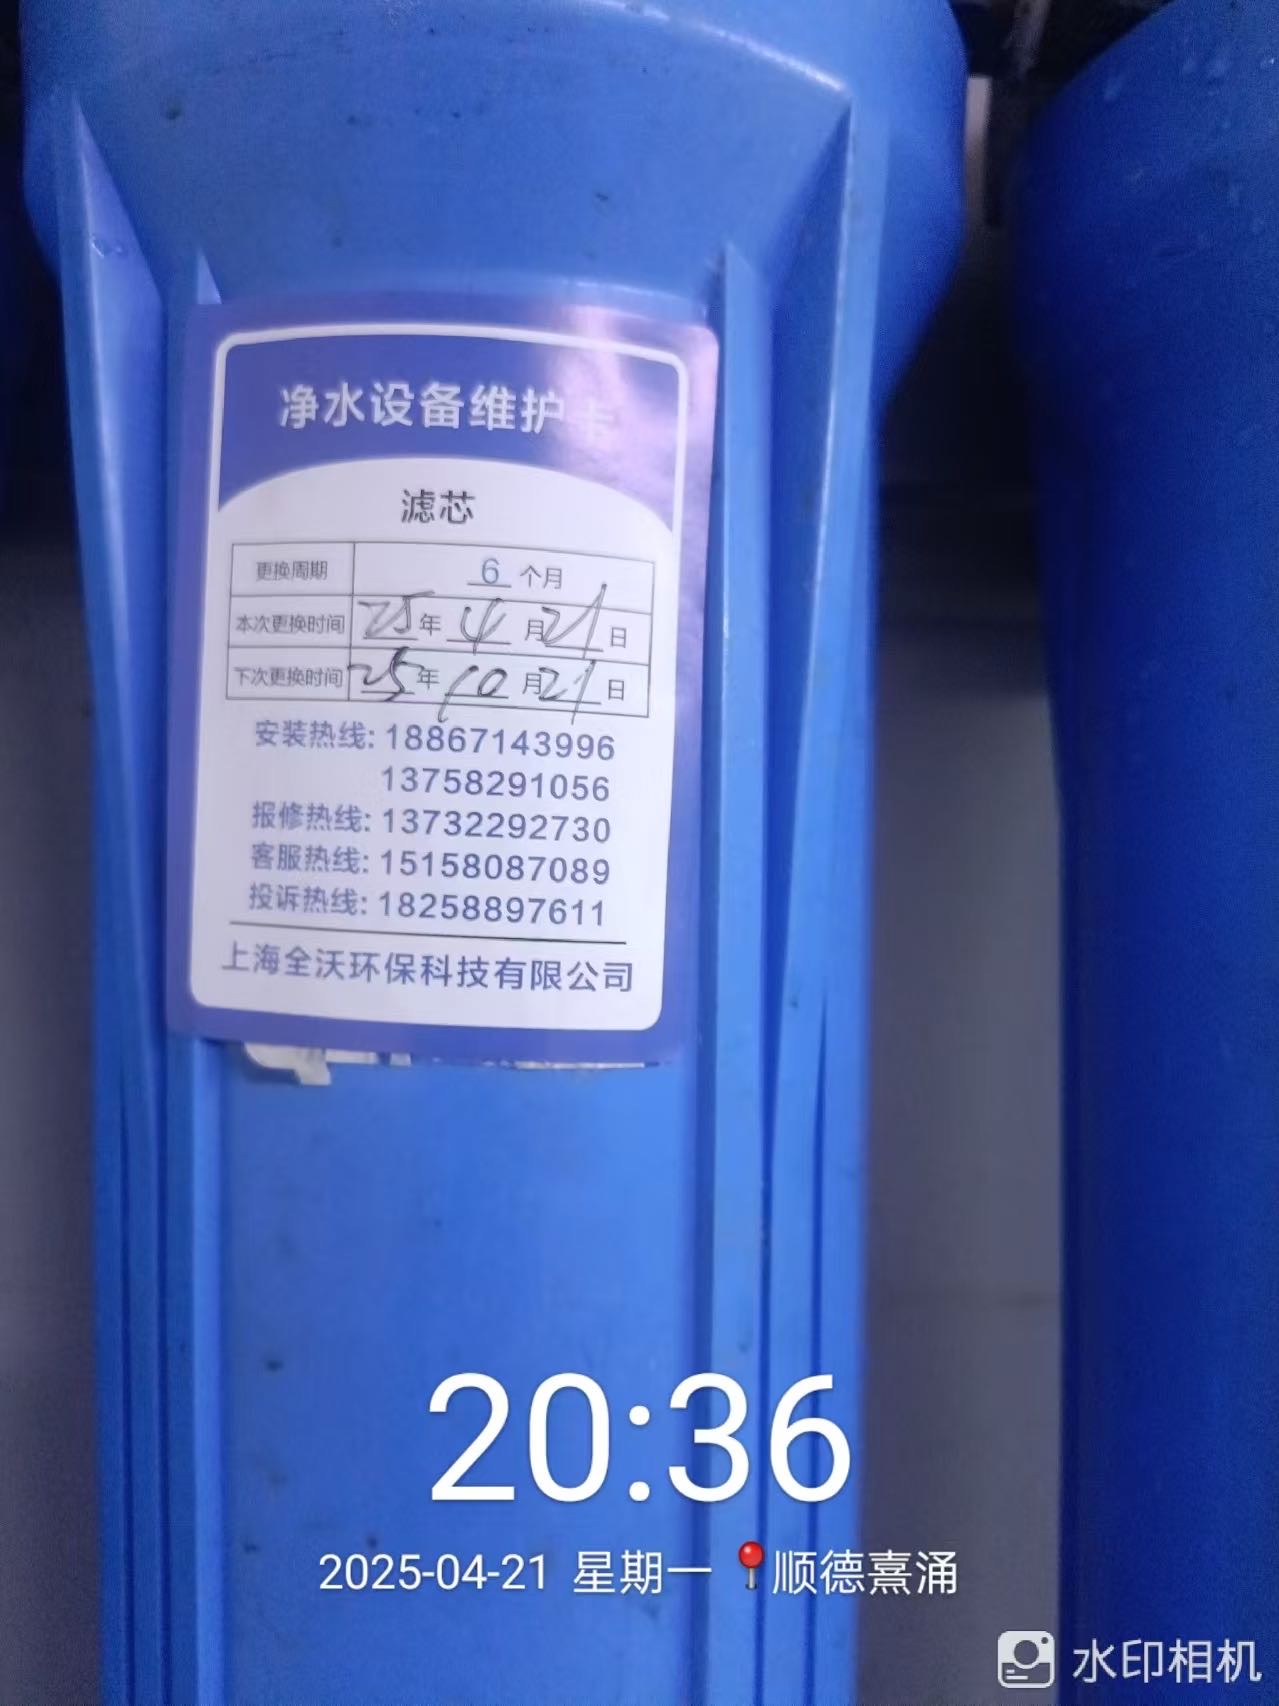 净水设备维护卡
滤芯
更换周期 6 个月
本次更换时间 25 年 4 月 21 日
下次更换时间 25 年 10 月 21 日
安装热线: 18867143996
13758291056
报修热线: 13732292730
客服热线: 15158087089
投诉热线: 18258897611
上海全沃环保科技有限公司
20:36
2025-04-21 星期一 📍顺德熹涌
水印相机